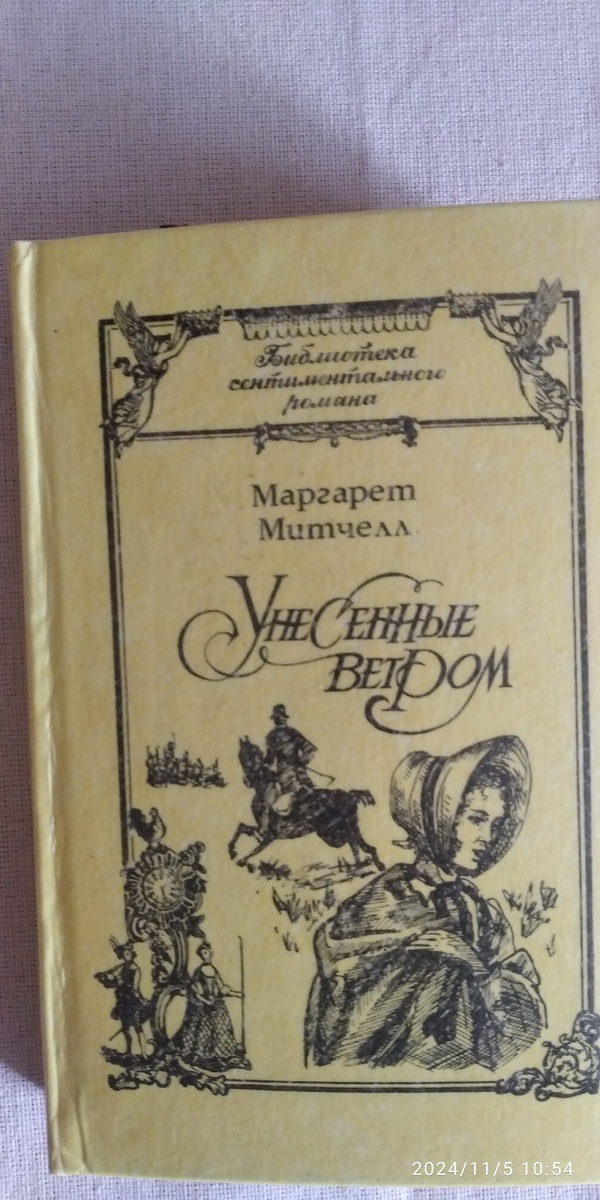 Библиотека
сентиментального
романа
Маргарет
Митчелл
Унесенные
ветром
2024/11/5 10:54